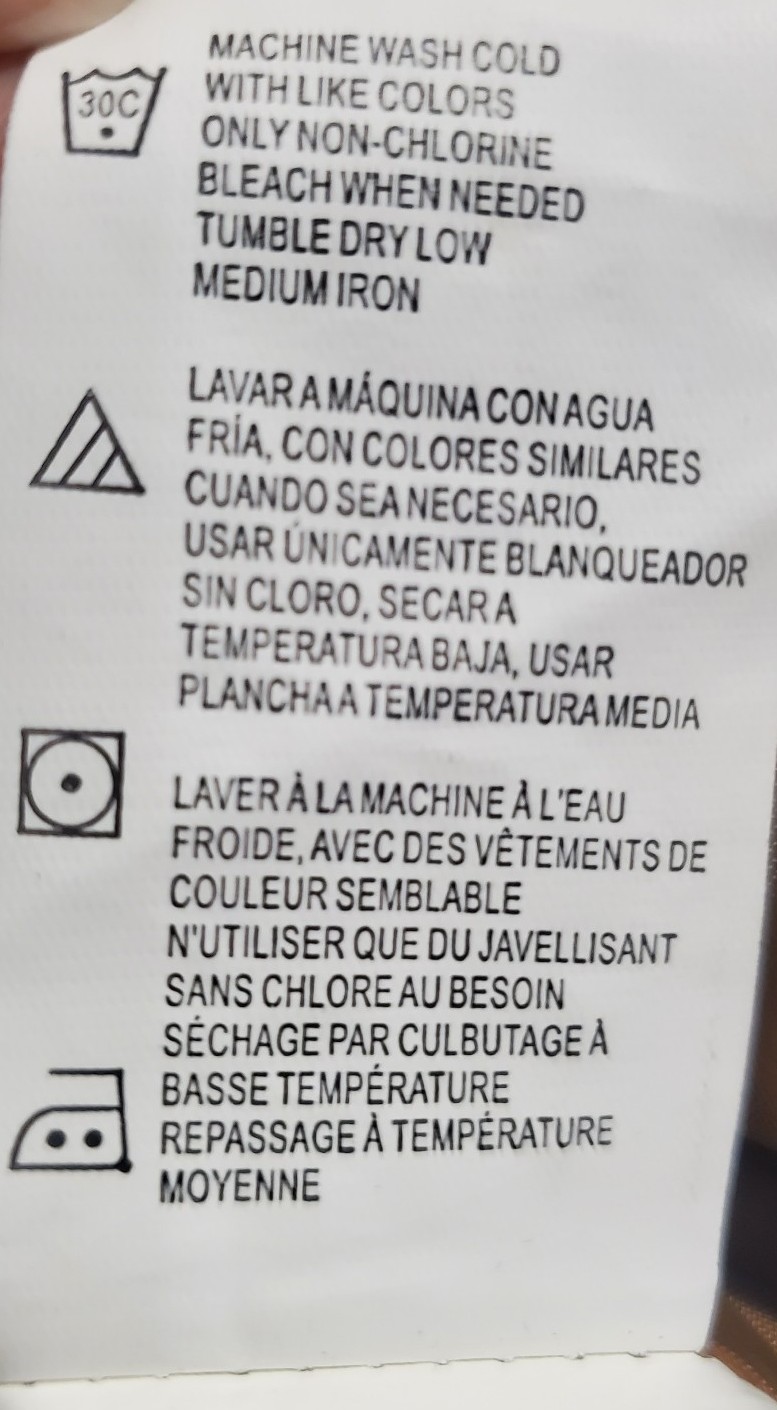 30C
MACHINE WASH COLD
WITH LIKE COLORS
ONLY NON-CHLORINE
BLEACH WHEN NEEDED
TUMBLE DRY LOW
MEDIUM IRON
LAVAR A MÁQUINA CON AGUA
FRÍA, CON COLORES SIMILARES
CUANDO SEA NECESARIO,
USAR ÚNICAMENTE BLANQUEADOR
SIN CLORO, SECAR A
TEMPERATURA BAJA, USAR
PLANCHA A TEMPERATURA MEDIA
LAVER À LA MACHINE À L'EAU
FROIDE, AVEC DES VÊTEMENTS DE
COULEUR SEMBLABLE
N'UTILISER QUE DU JAVELLISANT
SANS CHLORE AU BESOIN
SÉCHAGE PAR CULBUTAGE À
BASSE TEMPÉRATURE
REPASSAGE À TEMPÉRATURE
MOYENNE